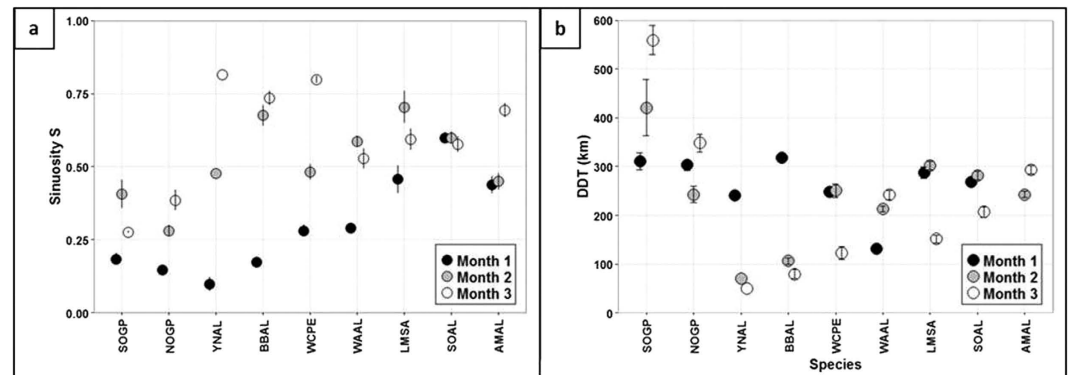 a
1.00
0.75
0.50
0.25
0.00
Sinuosity S
SOGP NOGP YNAL BBAL WCPE WAAL LMSA SOAL AMAL
Month 1
Month 2
Month 3
b
600
500
400
300
200
100
0
DDT (km)
SOGP NOGP YNAL BBAL WCPE WAAL LMSA SOAL AMAL
Species
Month 1
Month 2
Month 3